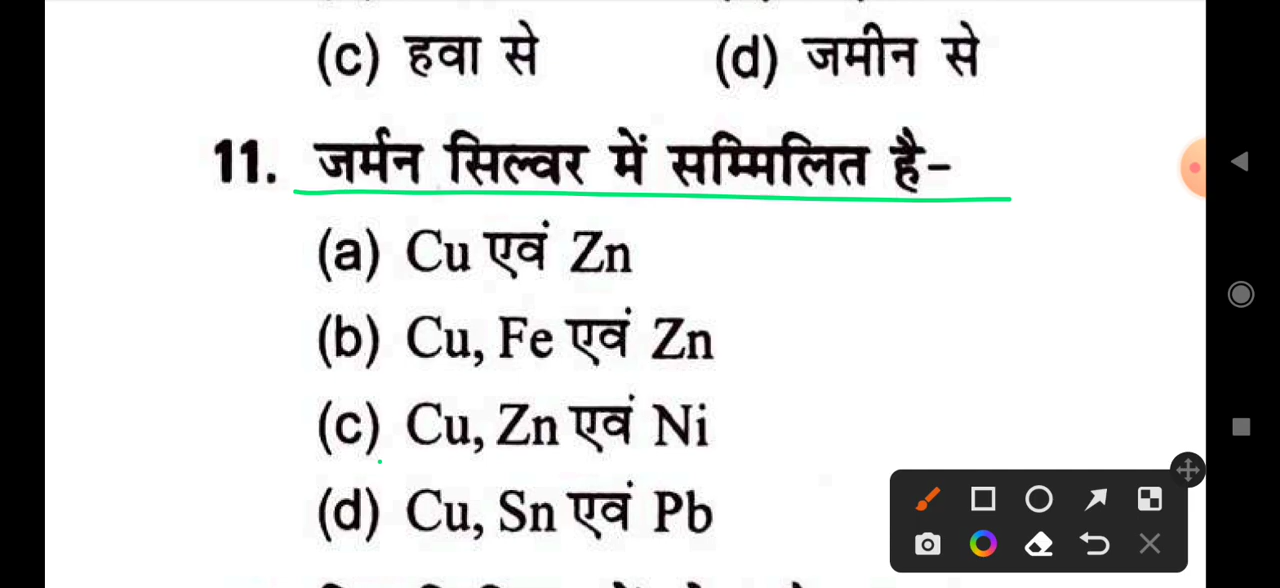 (c) हवा से (d) जमीन से
11. जर्मन सिल्वर में सम्मिलित है-
(a) Cu एवं Zn
(b) Cu, Fe एवं Zn
(c) Cu, Zn एवं Ni
(d) Cu, Sn एवं Pb